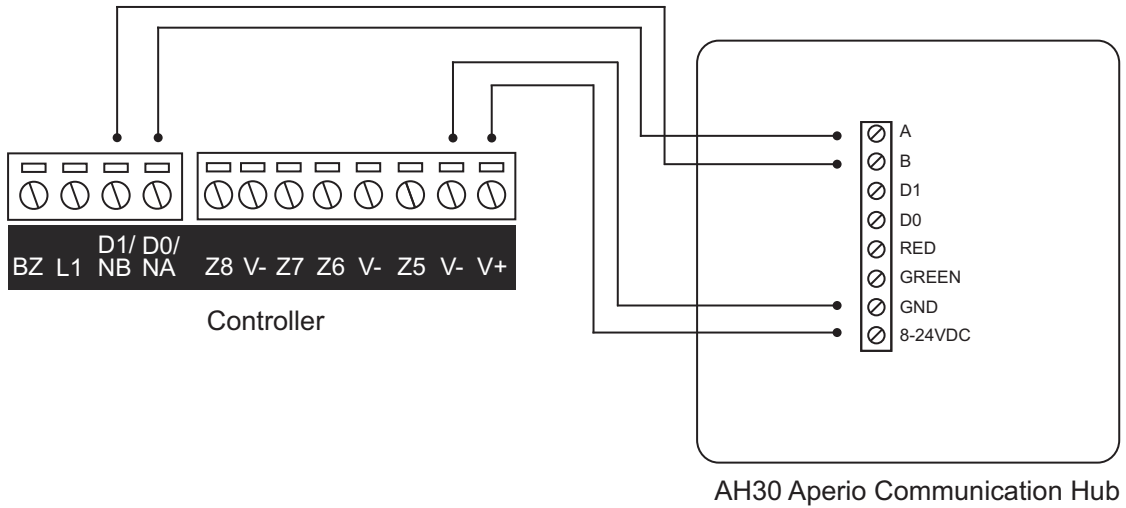 A
B
D1
D0
RED
GREEN
GND
8-24VDC
D1/ D0/
BZ L1 NB NA Z8 V- Z7 Z6 V- Z5 V- V+
Controller
AH30 Aperio Communication Hub